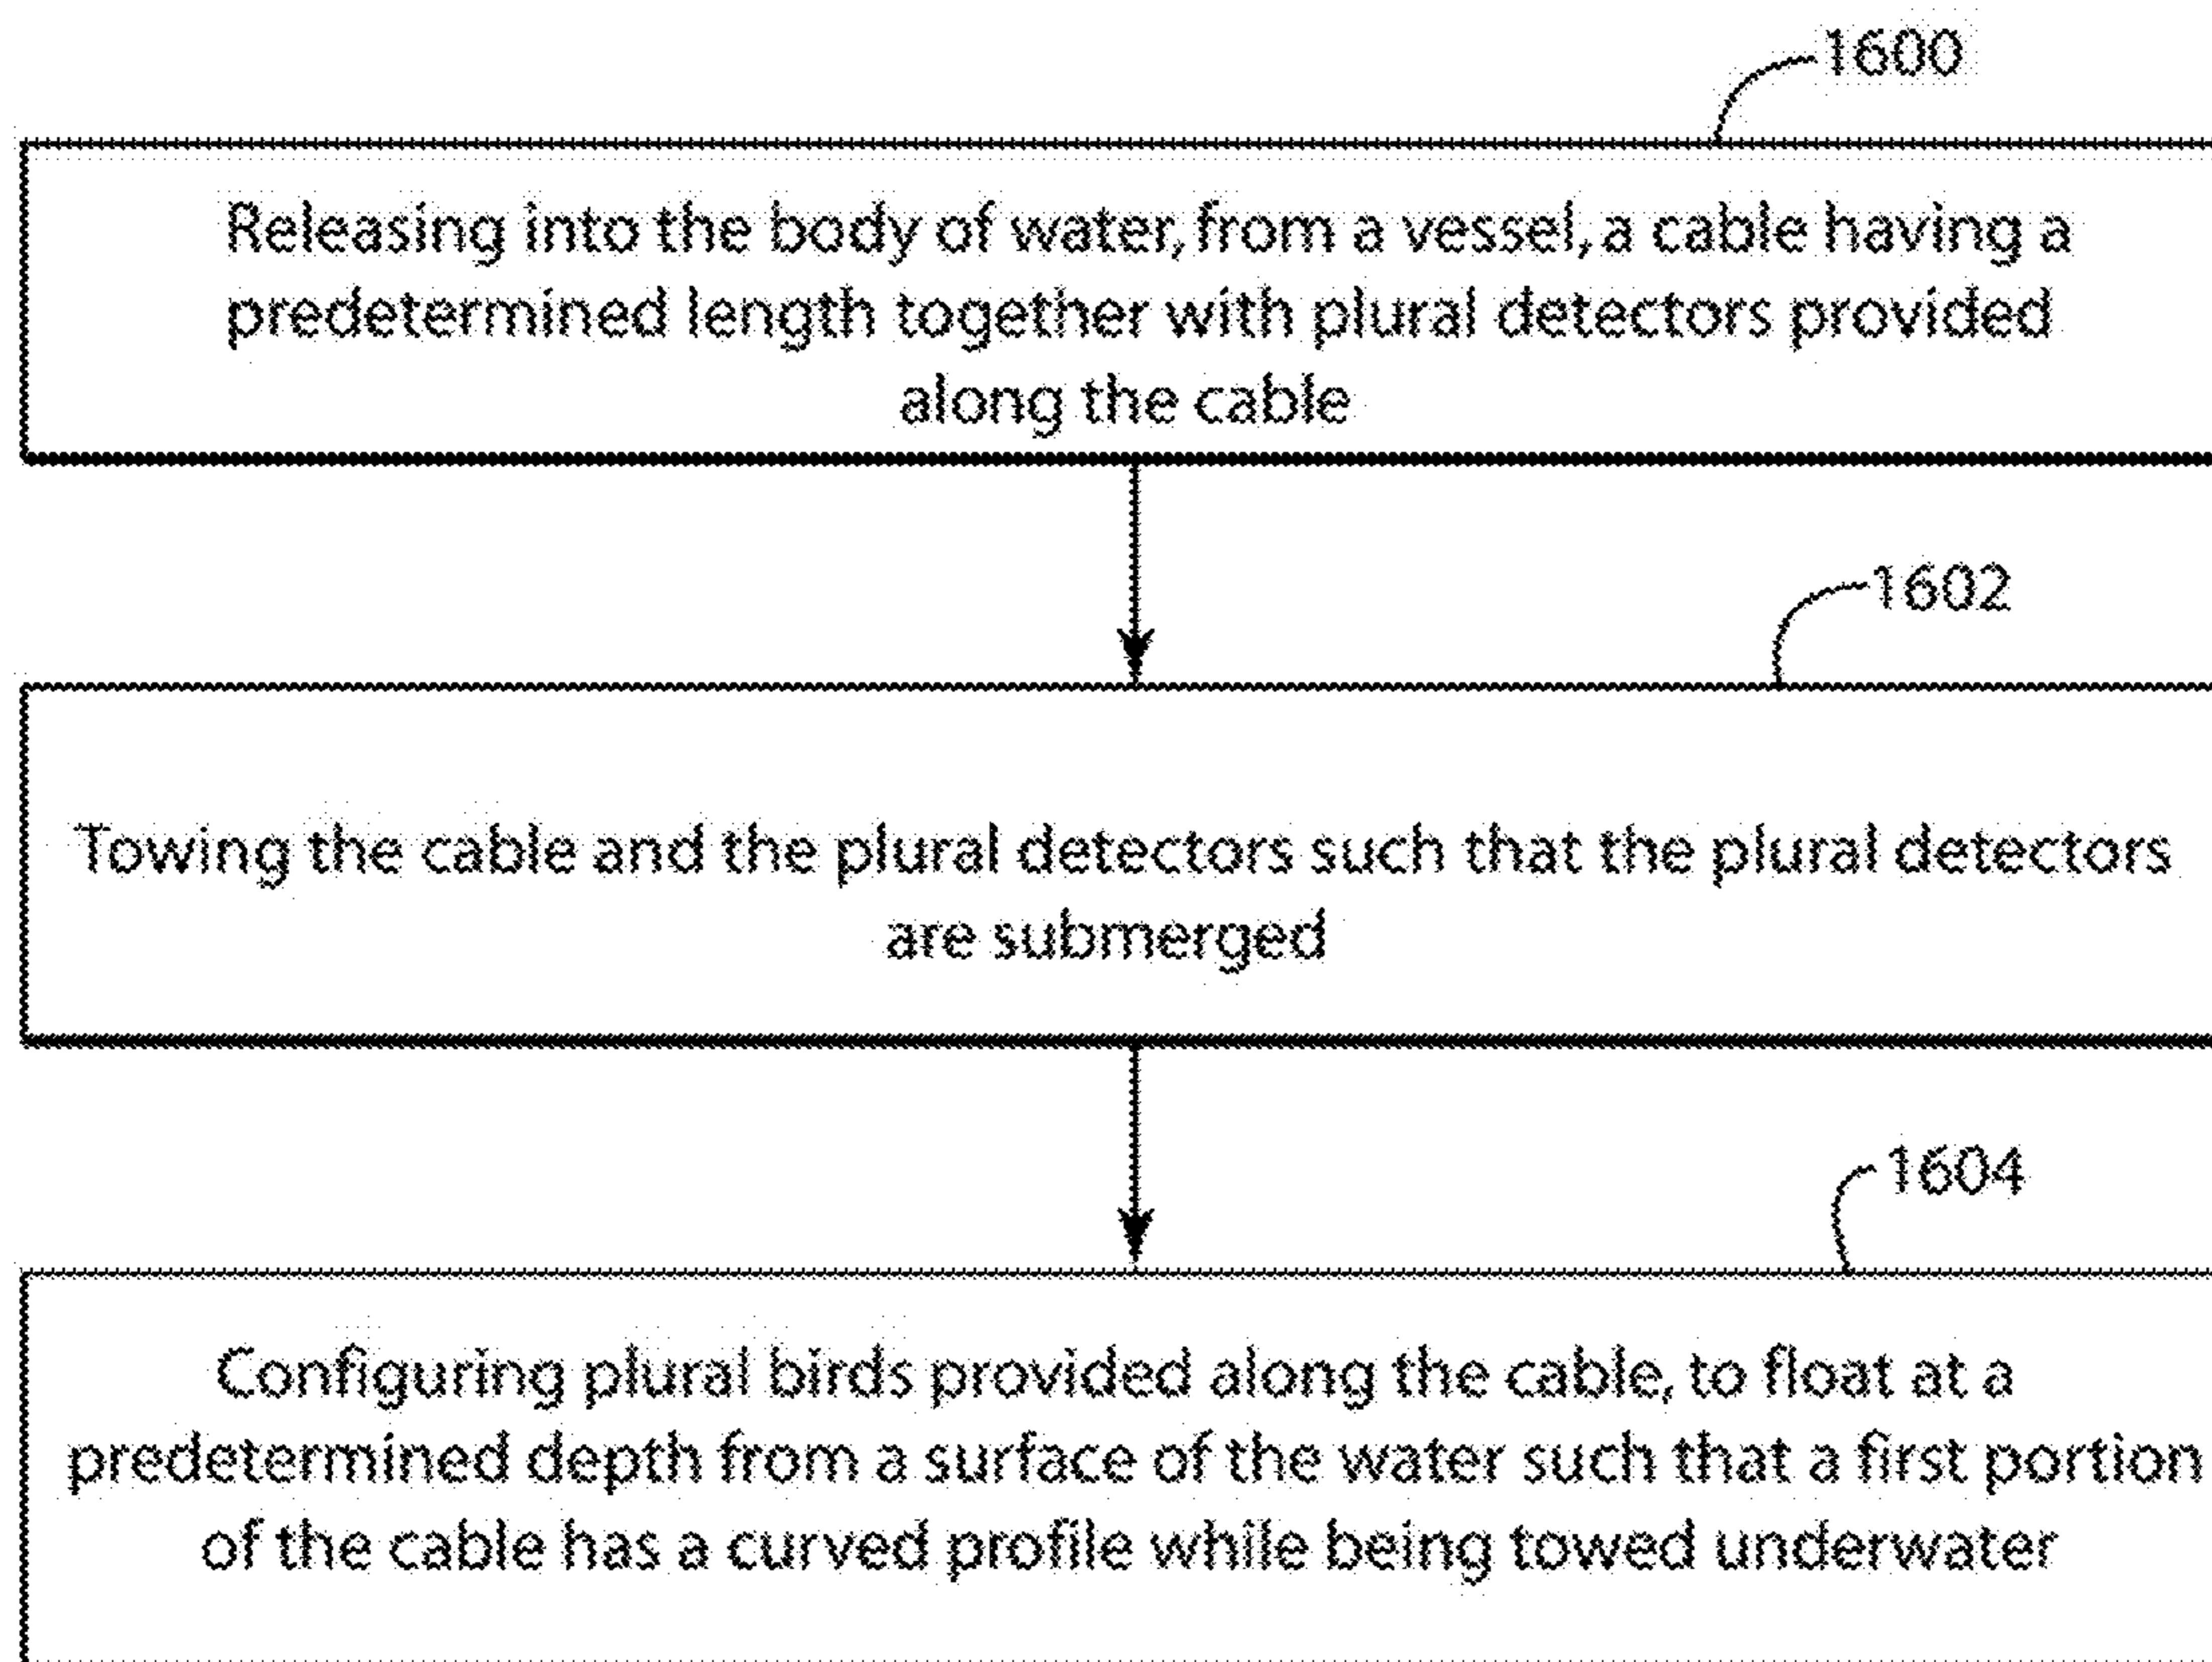 1600
Releasing into the body of water, from a vessel, a cable having a
predetermined length together with plural detectors provided
along the cable
1602
Towing the cable and the plural detectors such that the plural detectors
are submerged
1604
Configuring plural birds provided along the cable, to float at a
predetermined depth from a surface of the water such that a first portion
of the cable has a curved profile while being towed underwater